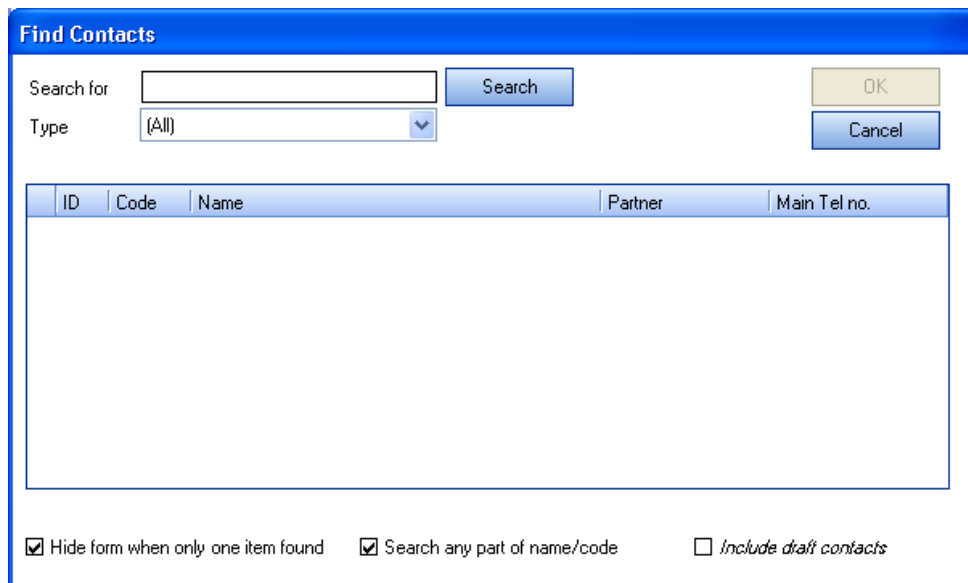 Find Contacts
Search for Search OK
Type (All) Cancel
ID Code Name Partner Main Tel no.
Hide form when only one item found Search any part of name/code Include draft contacts